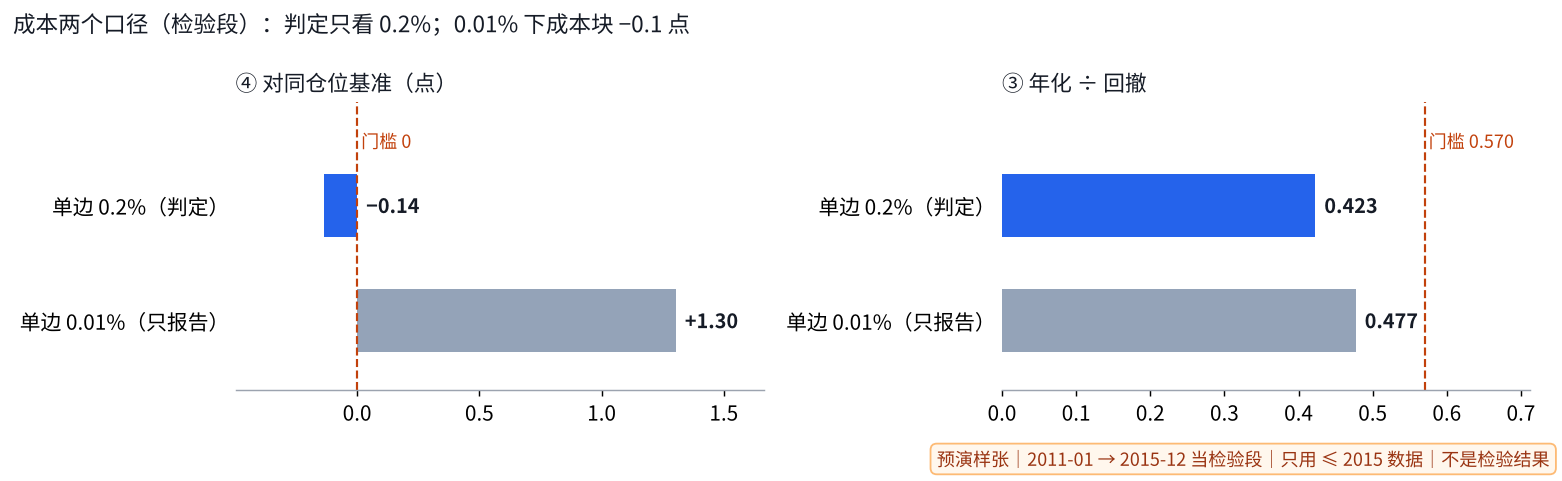 成本两个口径（检验段）：判定只看 0.2%；0.01% 下成本块 −0.1 点
④ 对同仓位基准（点）
门槛 0
单边 0.2%（判定）
−0.14
单边 0.01%（只报告）
+1.30
0.0 0.5 1.0 1.5
③ 年化 ÷ 回撤
门槛 0.570
单边 0.2%（判定）
0.423
单边 0.01%（只报告）
0.477
0.0 0.1 0.2 0.3 0.4 0.5 0.6 0.7
预演样张｜2011-01 → 2015-12 当检验段｜只用 ≤ 2015 数据｜不是检验结果